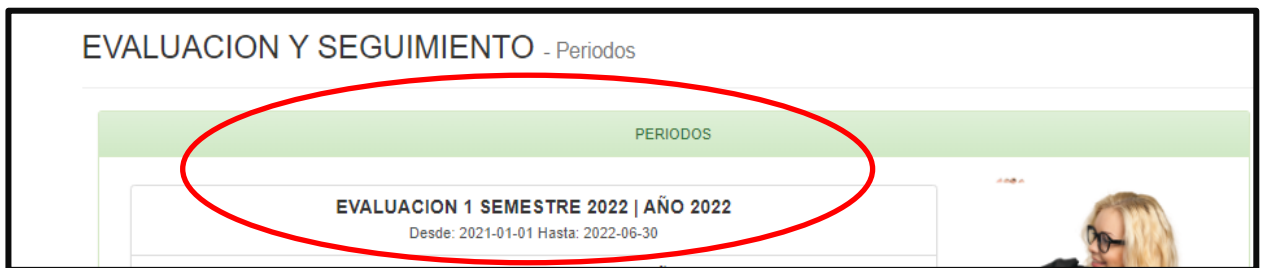 EVALUACION Y SEGUIMIENTO - Periodos
PERIODOS
EVALUACION 1 SEMESTRE 2022 | AÑO 2022
Desde: 2021-01-01 Hasta: 2022-06-30